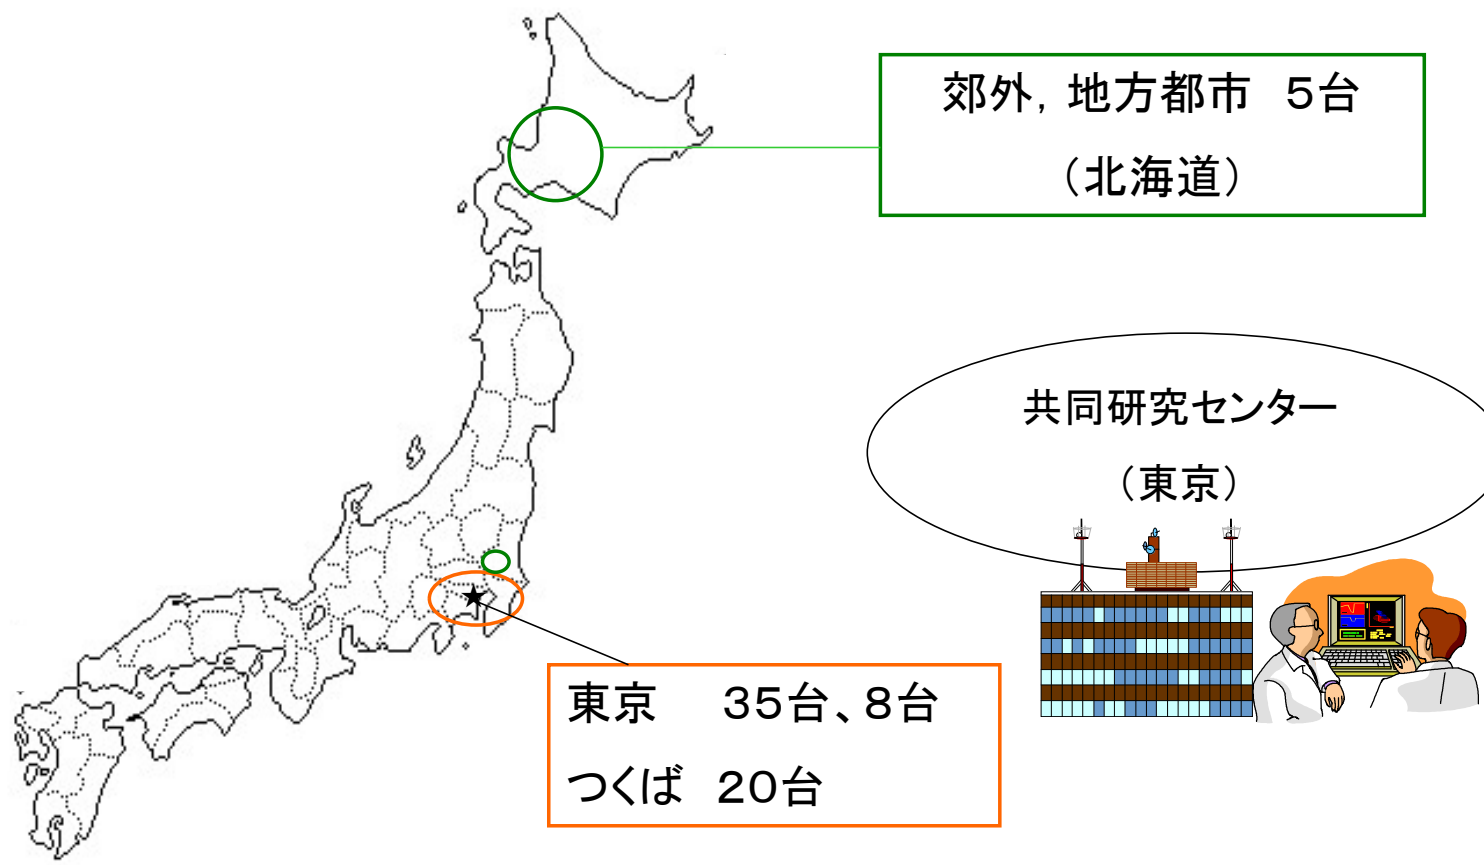 郊外，地方都市　５台
（北海道）
共同研究センター
（東京）
東京　　３５台、８台
つくば　２０台